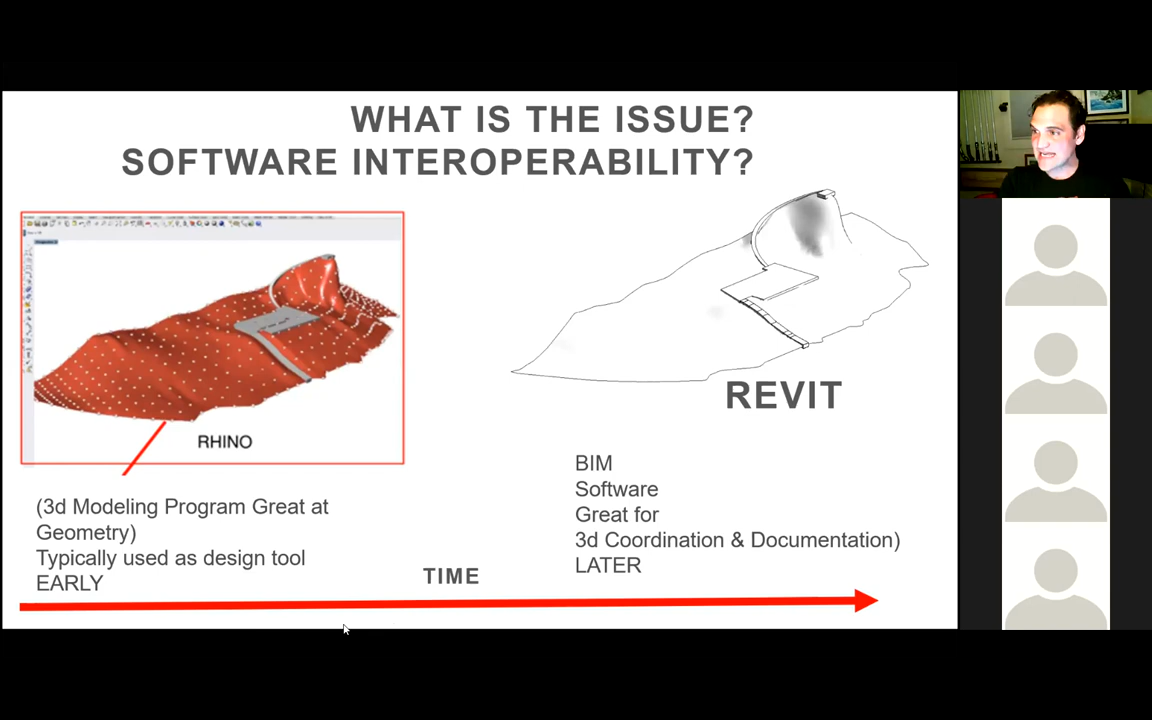 WHAT IS THE ISSUE?
SOFTWARE INTEROPERABILITY?
RHINO
REVIT
(3d Modeling Program Great at
Geometry)
Typically used as design tool
EARLY
BIM
Software
Great for
3d Coordination & Documentation)
LATER
TIME